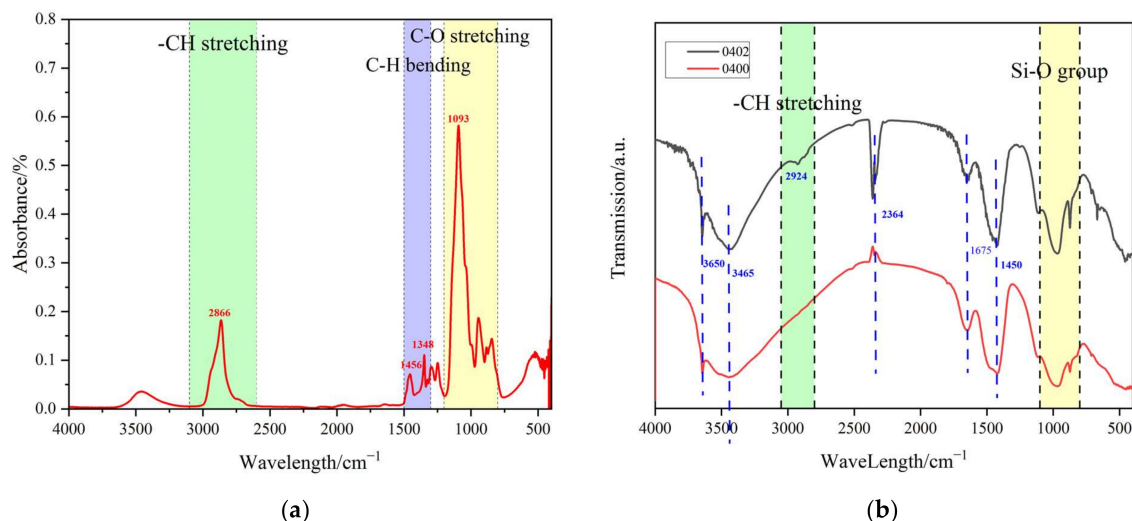 0.8
0.7
0.6
0.5
0.4
0.3
0.2
0.1
0.0
Absorbance/%
-CH stretching
C-H bending
C-O stretching
2866
1456
1348
1093
4000 3500 3000 2500 2000 1500 1000 500
Wavelength/cm⁻¹
(a)
0402
0400
-CH stretching
Si-O group
Transmission/a.u.
3650
3465
2924
2364
1675
1450
4000 3500 3000 2500 2000 1500 1000 500
WaveLength/cm⁻¹
(b)